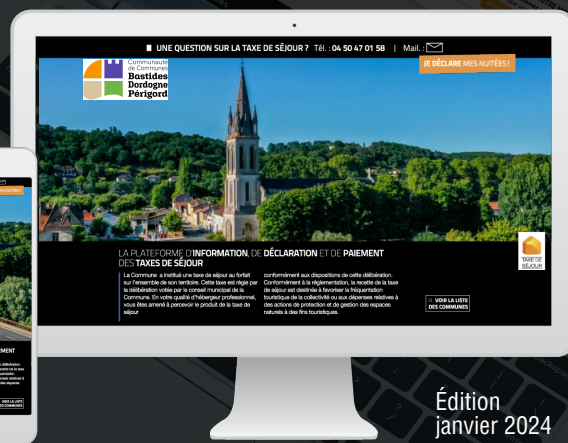 UNE QUESTION SUR LA TAXE DE SÉJOUR ? Tél. : 04 50 47 01 58 | Mail. :
JE DÉCLARE MES NUITÉES !
Communauté
de Communes
Bastides
Dordogne
Périgord
LA PLATEFORME D'INFORMATION, DE DÉCLARATION ET DE PAIEMENT
DES TAXES DE SÉJOUR
La Commune a institué une taxe de séjour au forfait
sur l'ensemble de son territoire. Cette taxe est régie par
la délibération votée par le conseil municipal de la
Commune. En votre qualité d'hébergeur professionnel,
vous êtes amené à percevoir le produit de la taxe de
séjour
conformément aux dispositions de cette délibération.
Conformément à la réglementation, la recette de la taxe
de séjour est destinée à favoriser la fréquentation
touristique de la collectivité ou aux dépenses relatives à
des actions de protection et de gestion des espaces
naturels à des fins touristiques.
TAXE DE
SÉJOUR
VOIR LA LISTE
DES COMMUNES
Édition
janvier 2024